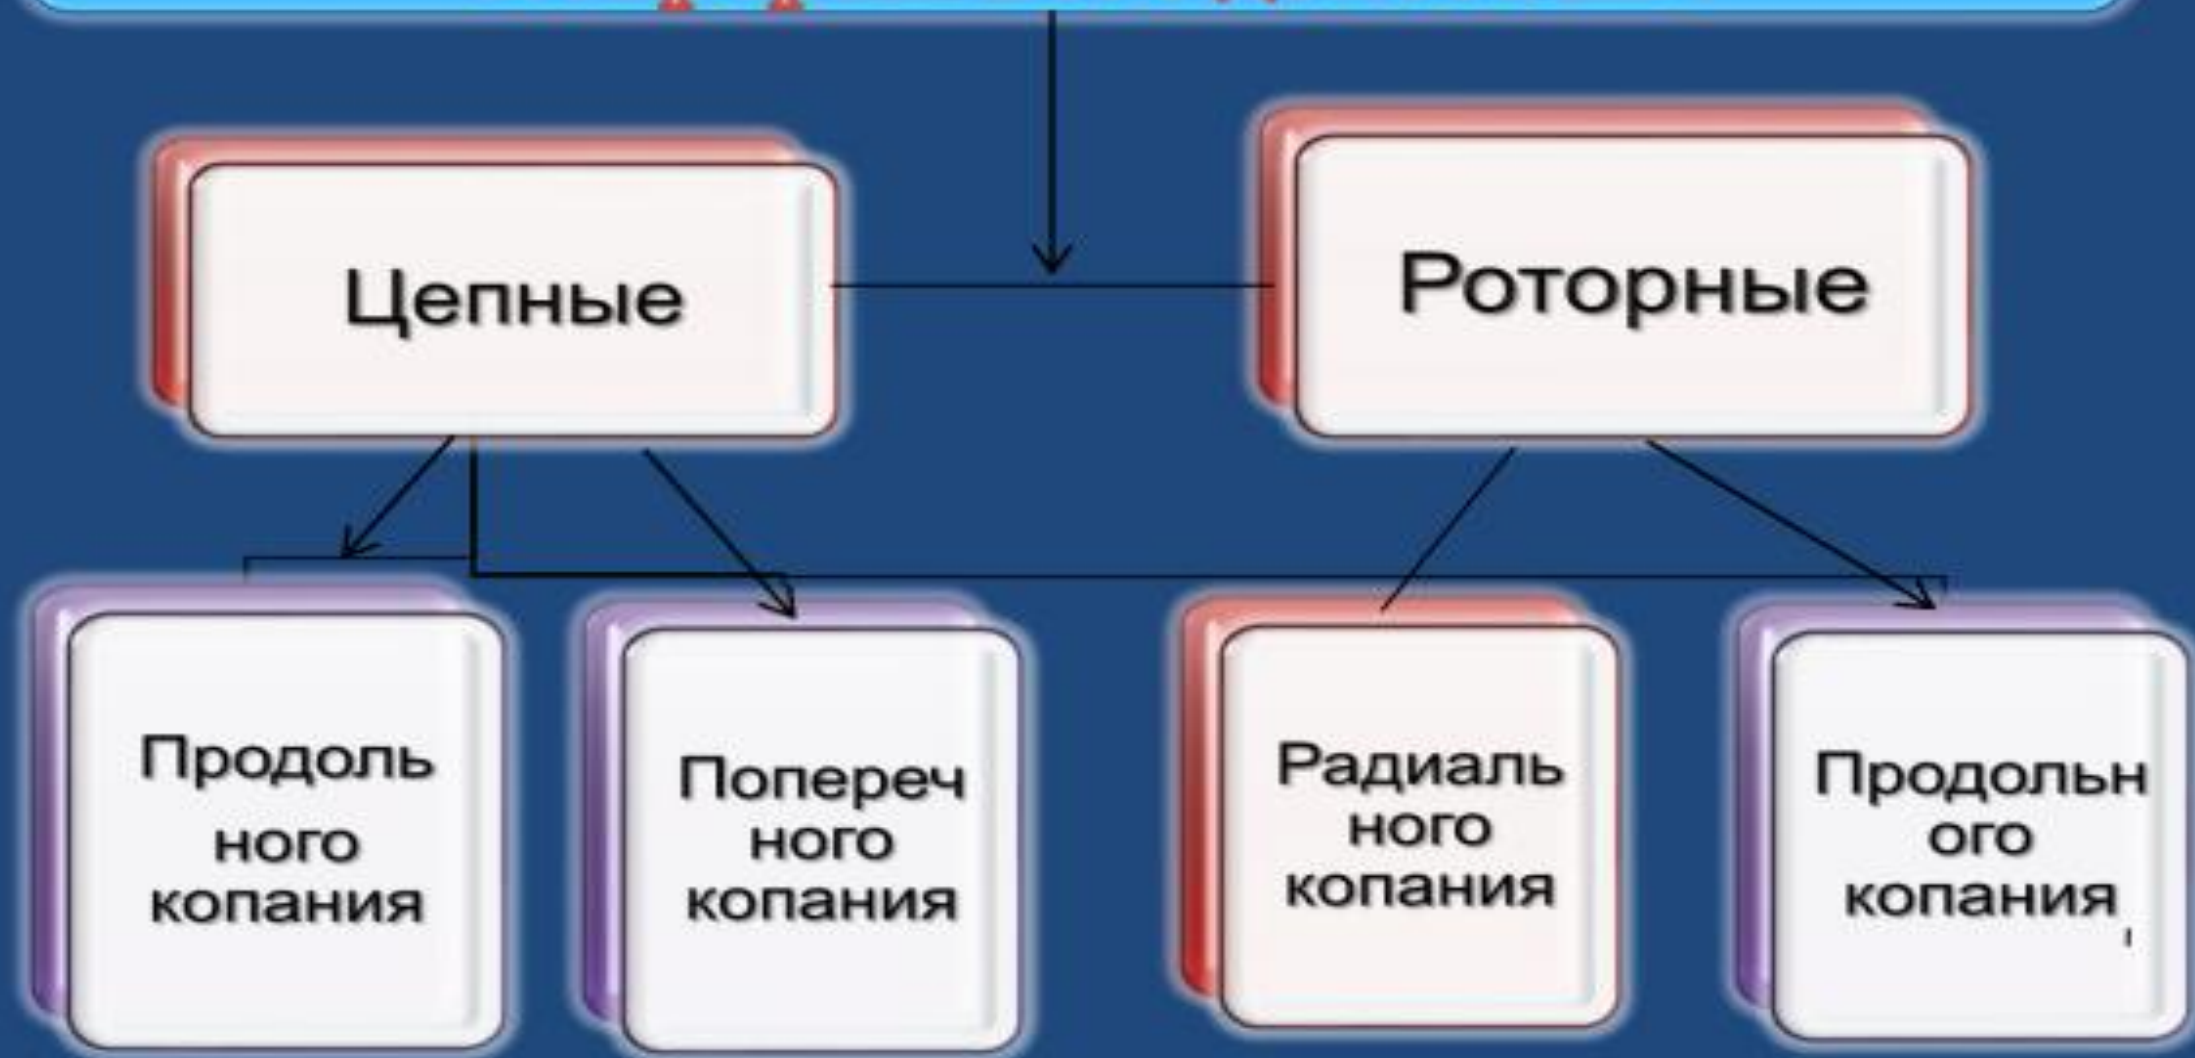 Цепные
Роторные
Продоль
ного
копания
Попереч
ного
копания
Радиаль
ного
копания
Продольн
ого
копания